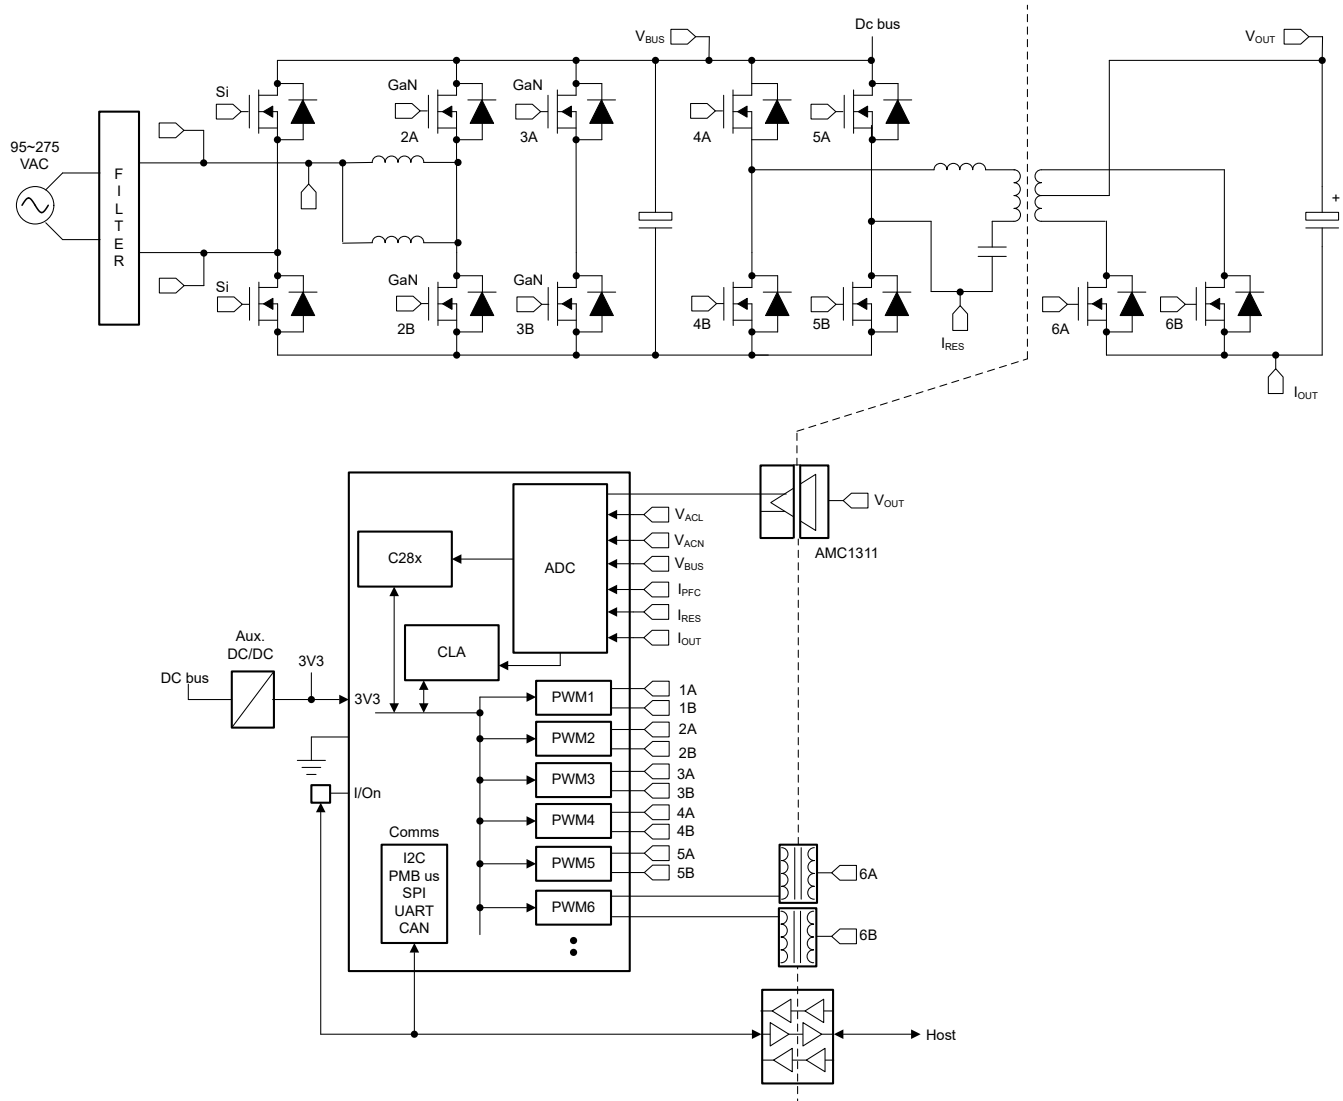 95~275
VAC
FILTER
Si
Si
GaN
2A
GaN
2B
GaN
3A
GaN
3B
VBUS
Dc bus
4A
4B
5A
5B
IRES
VOUT
+
6A
6B
IOUT
AMC1311
VOUT
ADC
C28x
CLA
VACL
VACN
VBUS
IPFC
IRES
IOUT
Aux.
DC/DC
DC bus
3V3
3V3
I/On
PWM1
1A
1B
PWM2
2A
2B
PWM3
3A
3B
PWM4
4A
4B
PWM5
5A
5B
PWM6
6A
6B
Comms
I2C
PMB us
SPI
UART
CAN
Host